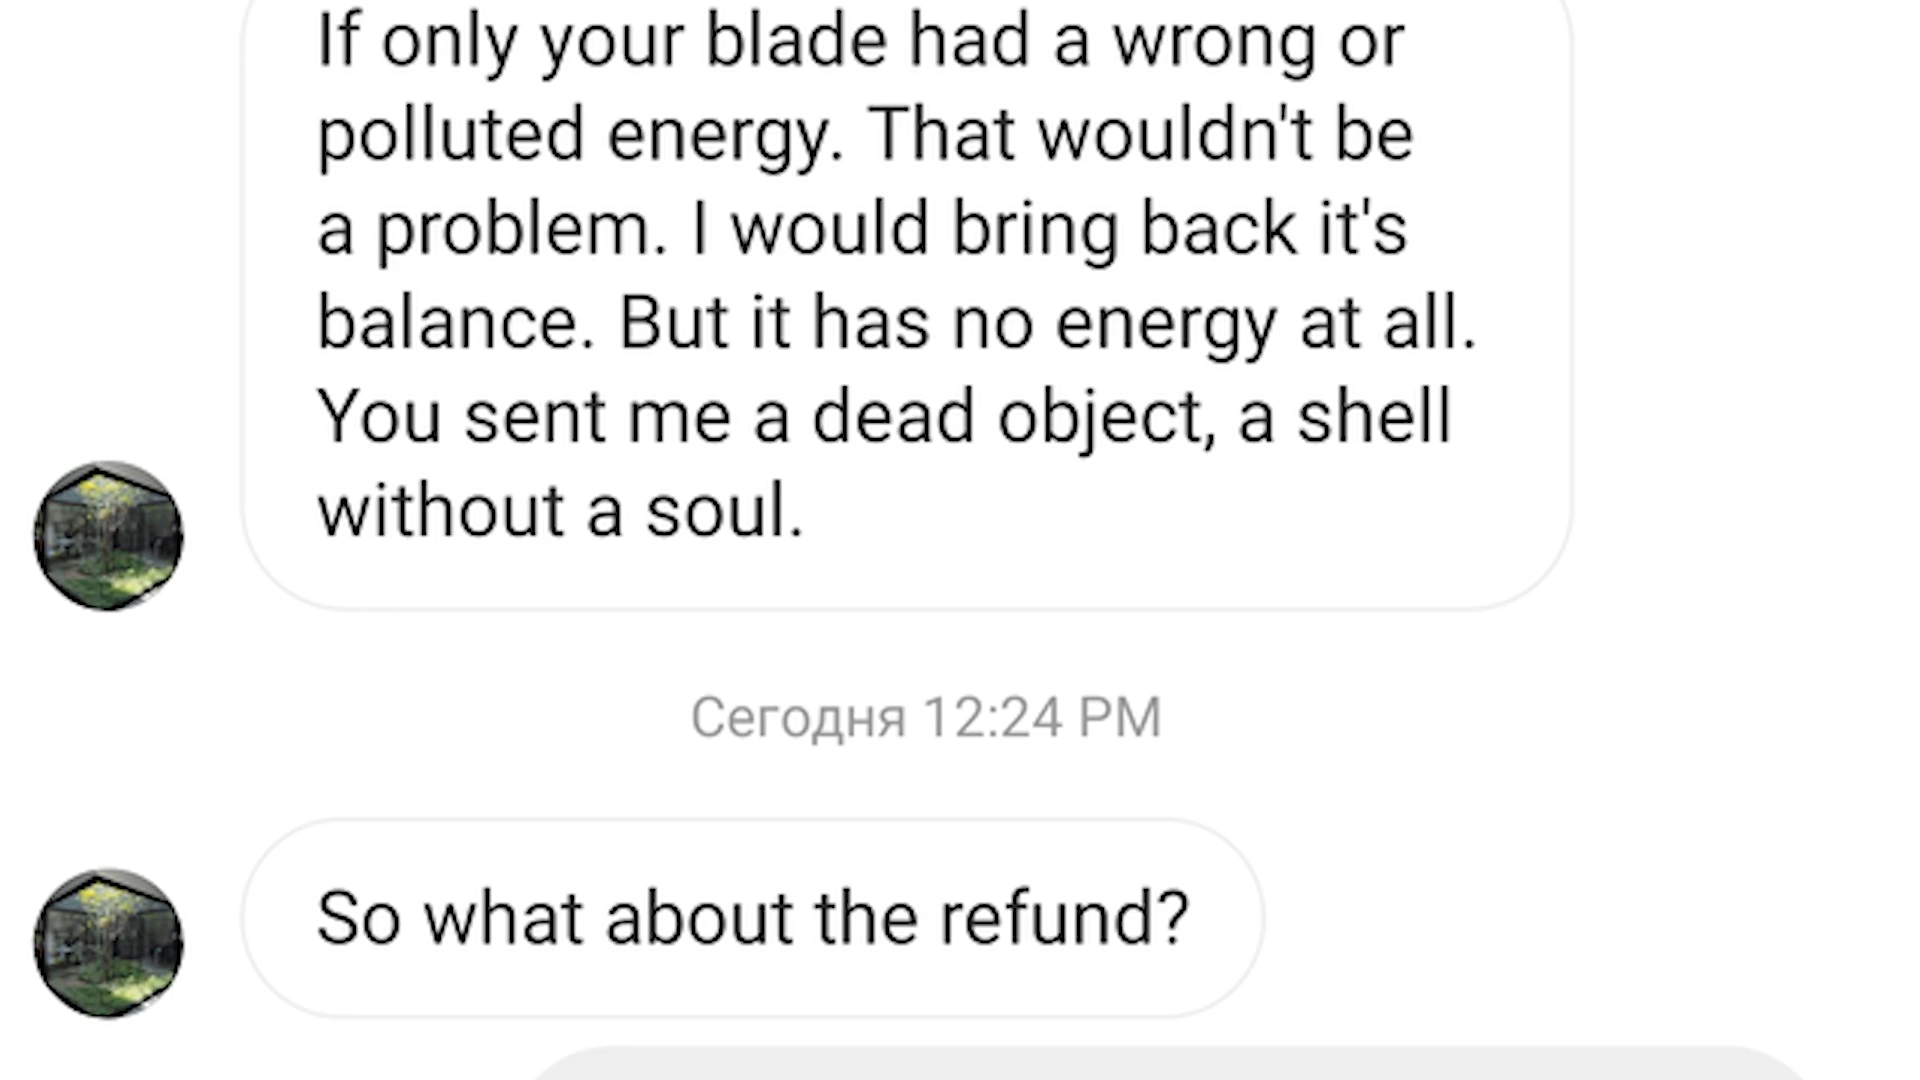 If only your blade had a wrong or
polluted energy. That wouldn't be
a problem. I would bring back it's
balance. But it has no energy at all.
You sent me a dead object, a shell
without a soul.
Сегодня 12:24 PM
So what about the refund?